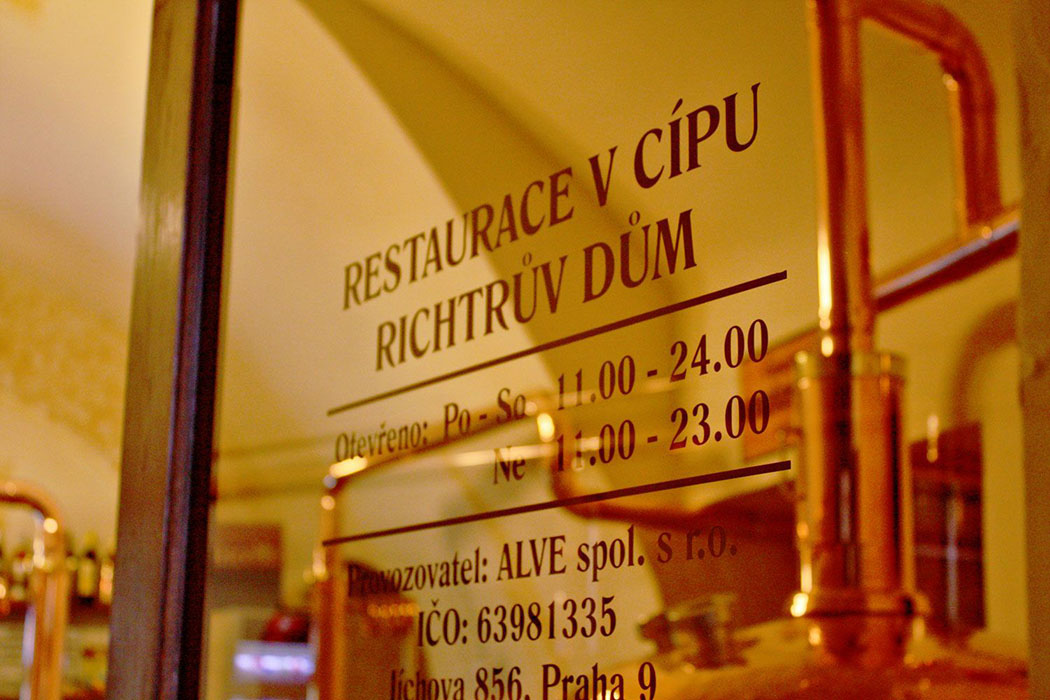 RESTAURACE V CÍPU
RICHTRŮV DŮM
Otevřeno: Po - So 11.00 - 24.00
Ne 11.00 - 23.00
Provozovatel: ALVE spol. s r.o.
IČO: 63981335
Jíchova 856, Praha 9